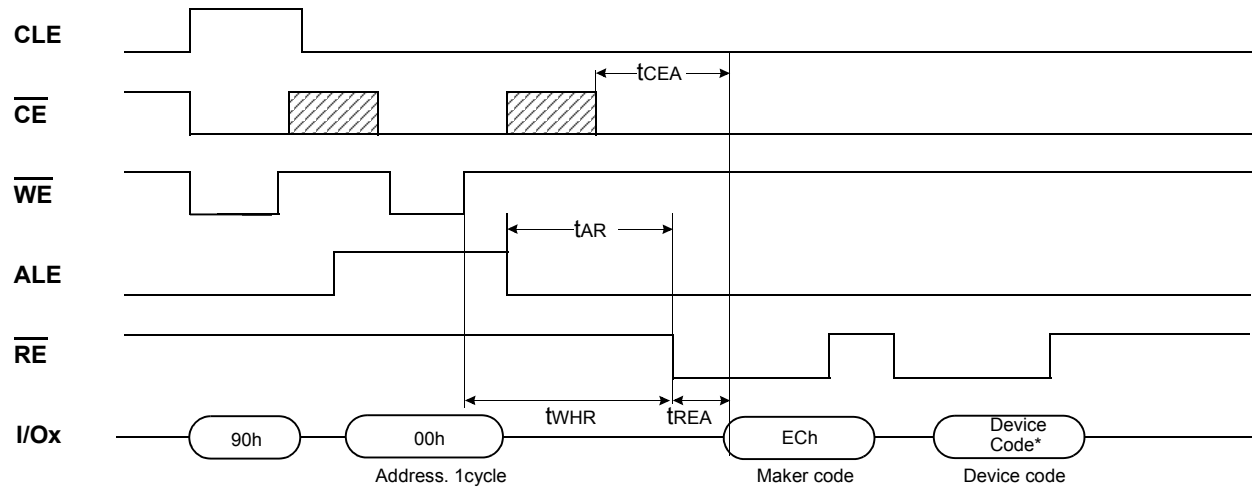 CLE
tCEA
CE
WE
tAR
ALE
RE
tWHR
tREA
I/Ox
90h
00h
ECh
Device
Code*
Address. 1cycle
Maker code
Device code